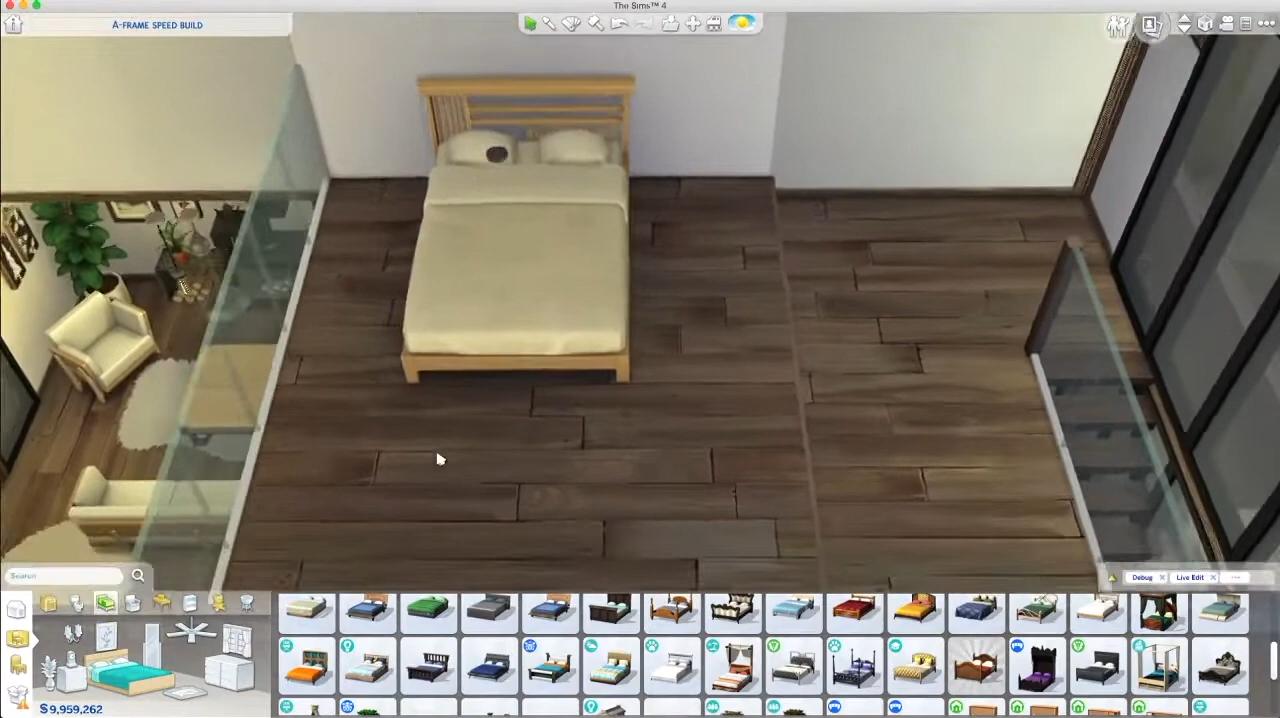 The Sims™ 4
A-FRAME SPEED BUILD
Search
Debug
Live Edit
$9,959,262